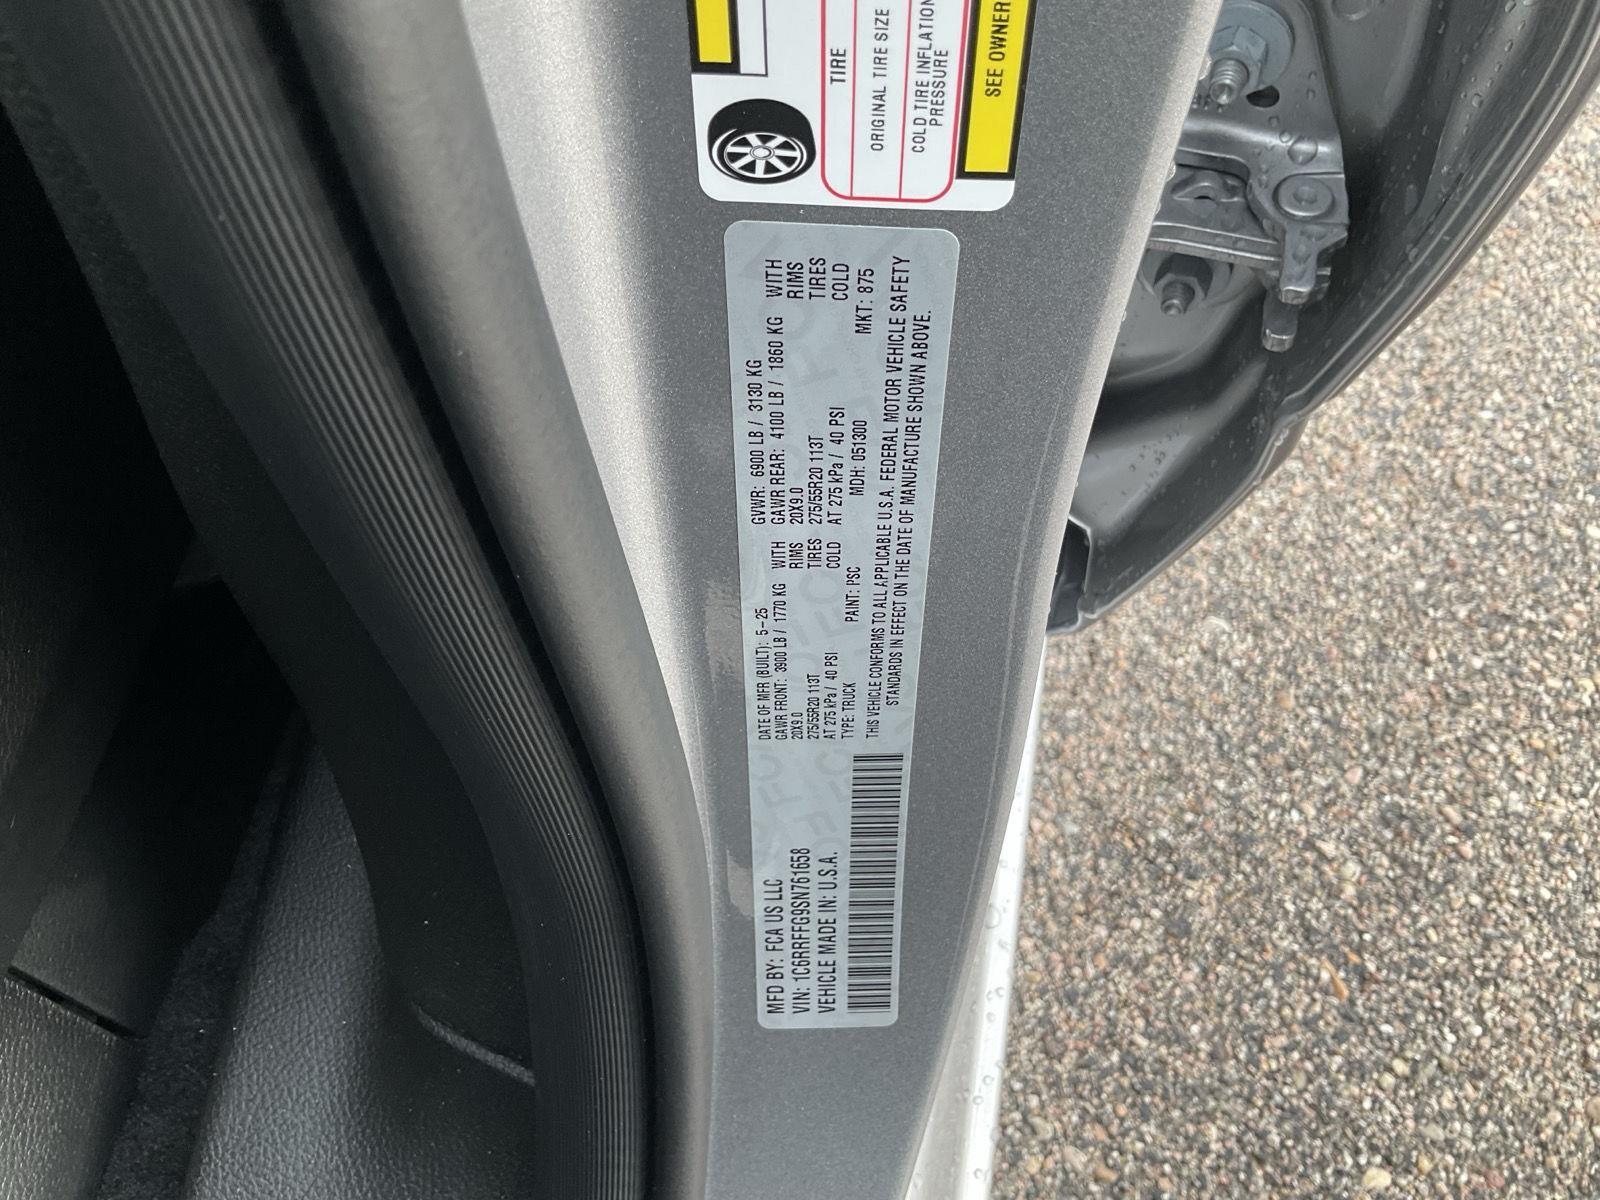 TIRE
ORIGINAL TIRE SIZE
COLD TIRE INFLATION
PRESSURE
SEE OWNER
MFD BY: FCA US LLC
VIN: 1C6RRFFG9SN761658
VEHICLE MADE IN: U.S.A.
DATE OF MFR (BUILT): 5-25 GVWR: 6900 LB / 3130 KG
GAWR FRONT: 3900 LB / 1770 KG WITH GAWR REAR: 4100 LB / 1860 KG WITH
20X9.0 RIMS 20X9.0 RIMS
275/55R20 113T TIRES 275/55R20 113T TIRES
AT 275 kPa / 40 PSI COLD AT 275 kPa / 40 PSI COLD
TYPE: TRUCK PAINT: PSC MDH: 051300 MKT: 875
THIS VEHICLE CONFORMS TO ALL APPLICABLE U.S.A. FEDERAL MOTOR VEHICLE SAFETY
STANDARDS IN EFFECT ON THE DATE OF MANUFACTURE SHOWN ABOVE.